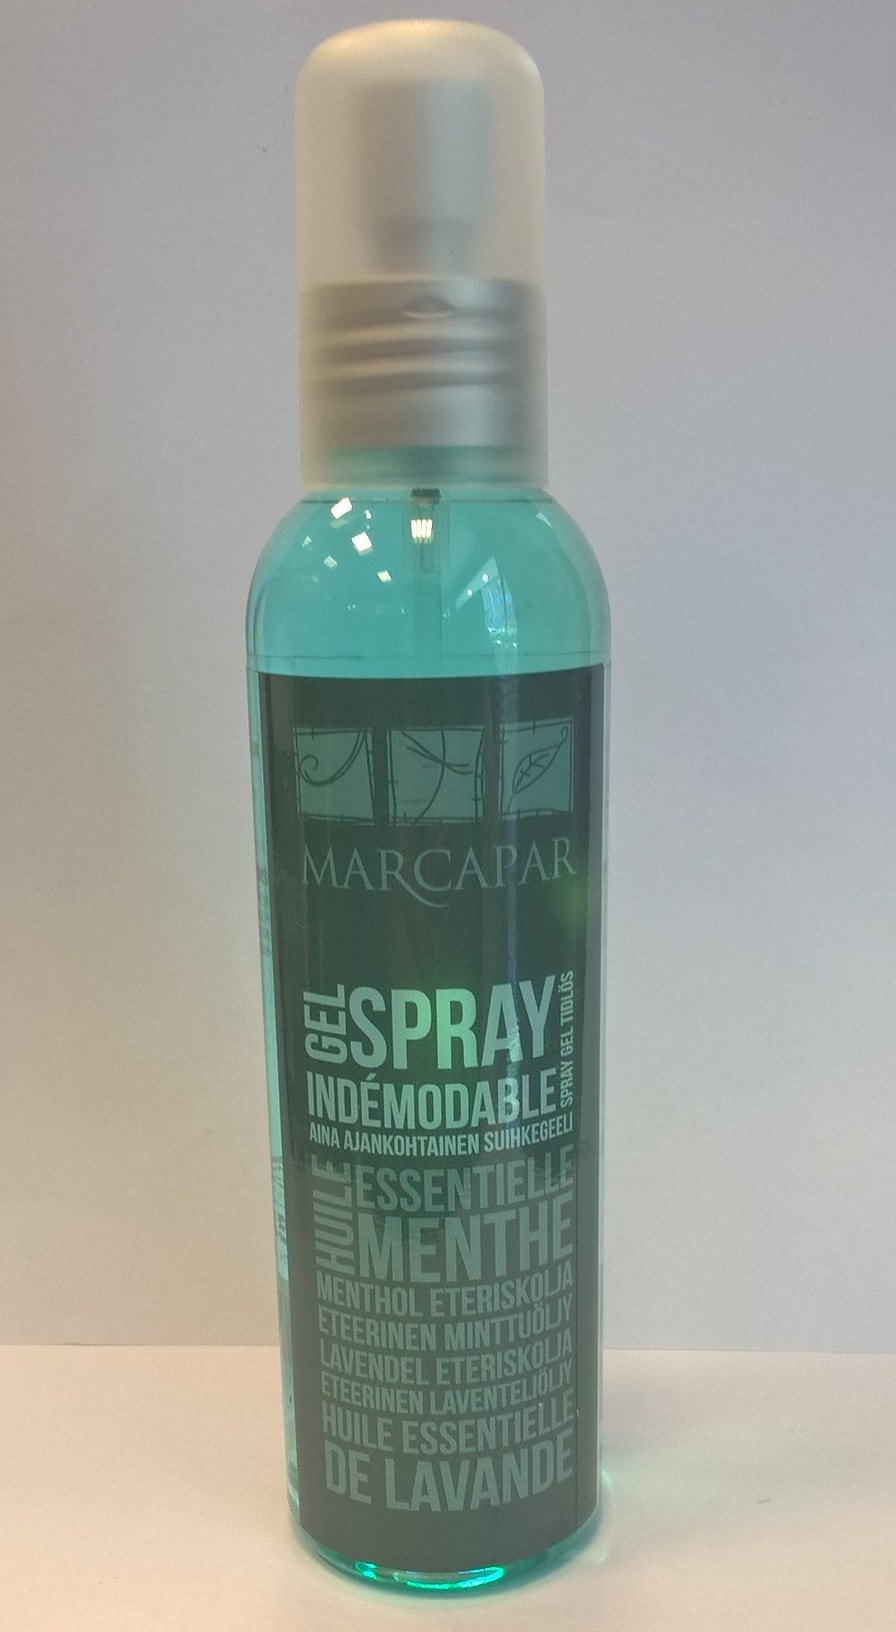 MARCAPAR
GEL
SPRAY
INDÉMODABLE
SPRAY GEL TIDLÖS
AINA AJANKOHTAINEN SUIHKEGEELI
HUILE
ESSENTIELLE
MENTHE
MENTHOL ETERISKOLJA
ETEERINEN MINTTUÖLJY
LAVENDEL ETERISKOLJA
ETEERINEN LAVENTELIÖLJY
HUILE ESSENTIELLE
DE LAVANDE